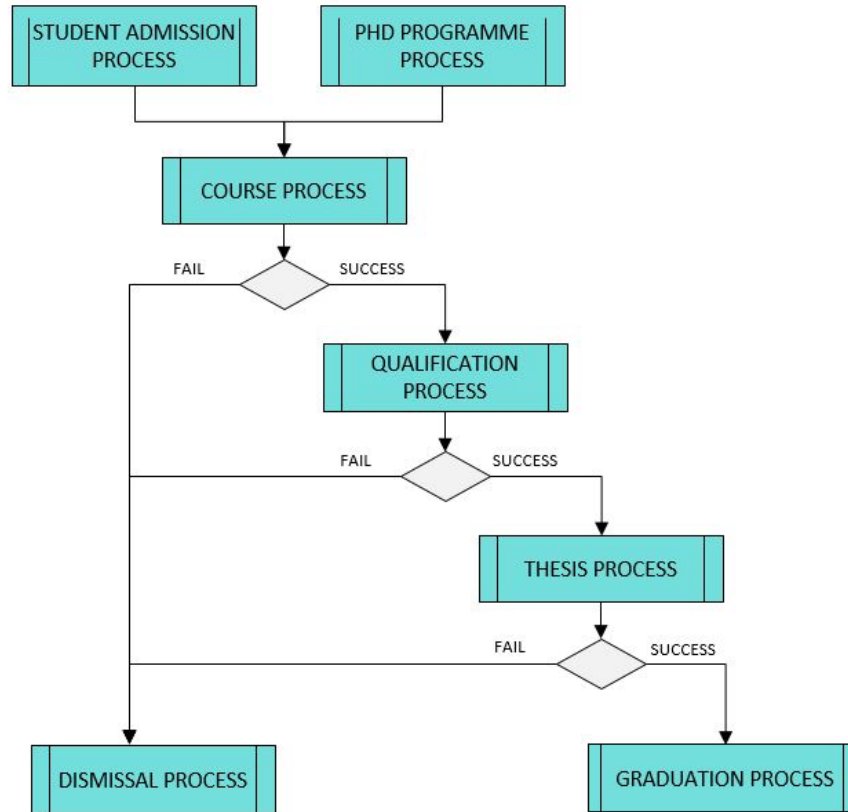 STUDENT ADMISSION
PROCESS
PHD PROGRAMME
PROCESS
COURSE PROCESS
FAIL
SUCCESS
QUALIFICATION
PROCESS
FAIL
SUCCESS
THESIS PROCESS
FAIL
SUCCESS
DISMISSAL PROCESS
GRADUATION PROCESS